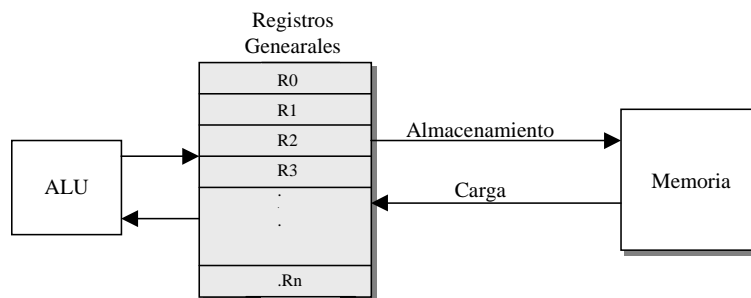 Registros
Genearales
R0
R1
R2
R3
.
.
.
.Rn
ALU
Almacenamiento
Carga
Memoria